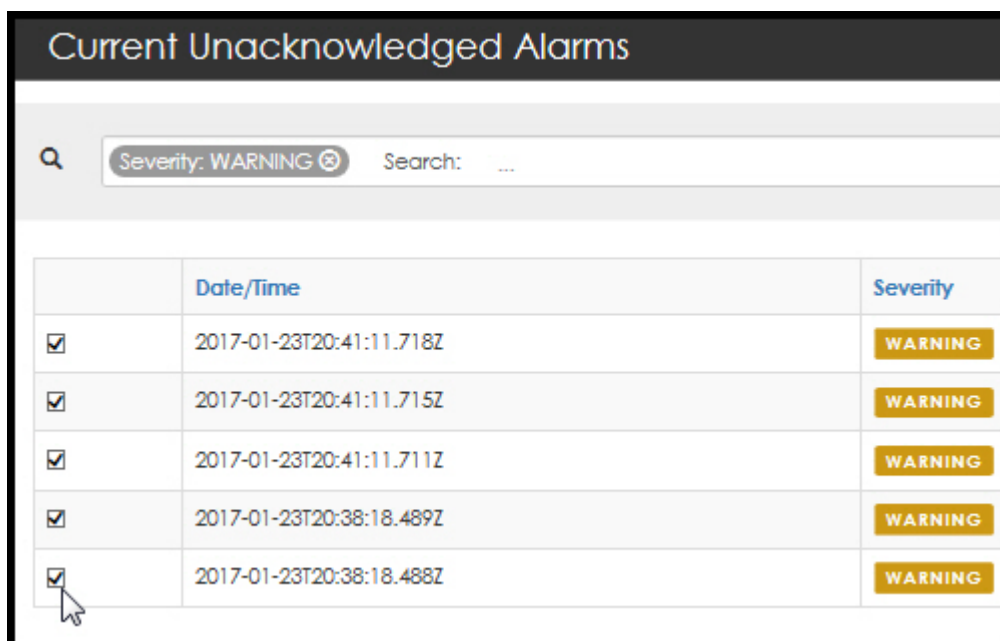 Current Unacknowledged Alarms
Severity: WARNING Search: ...
Date/Time Severity
2017-01-23T20:41:11.718Z WARNING
2017-01-23T20:41:11.715Z WARNING
2017-01-23T20:41:11.711Z WARNING
2017-01-23T20:38:18.489Z WARNING
2017-01-23T20:38:18.488Z WARNING